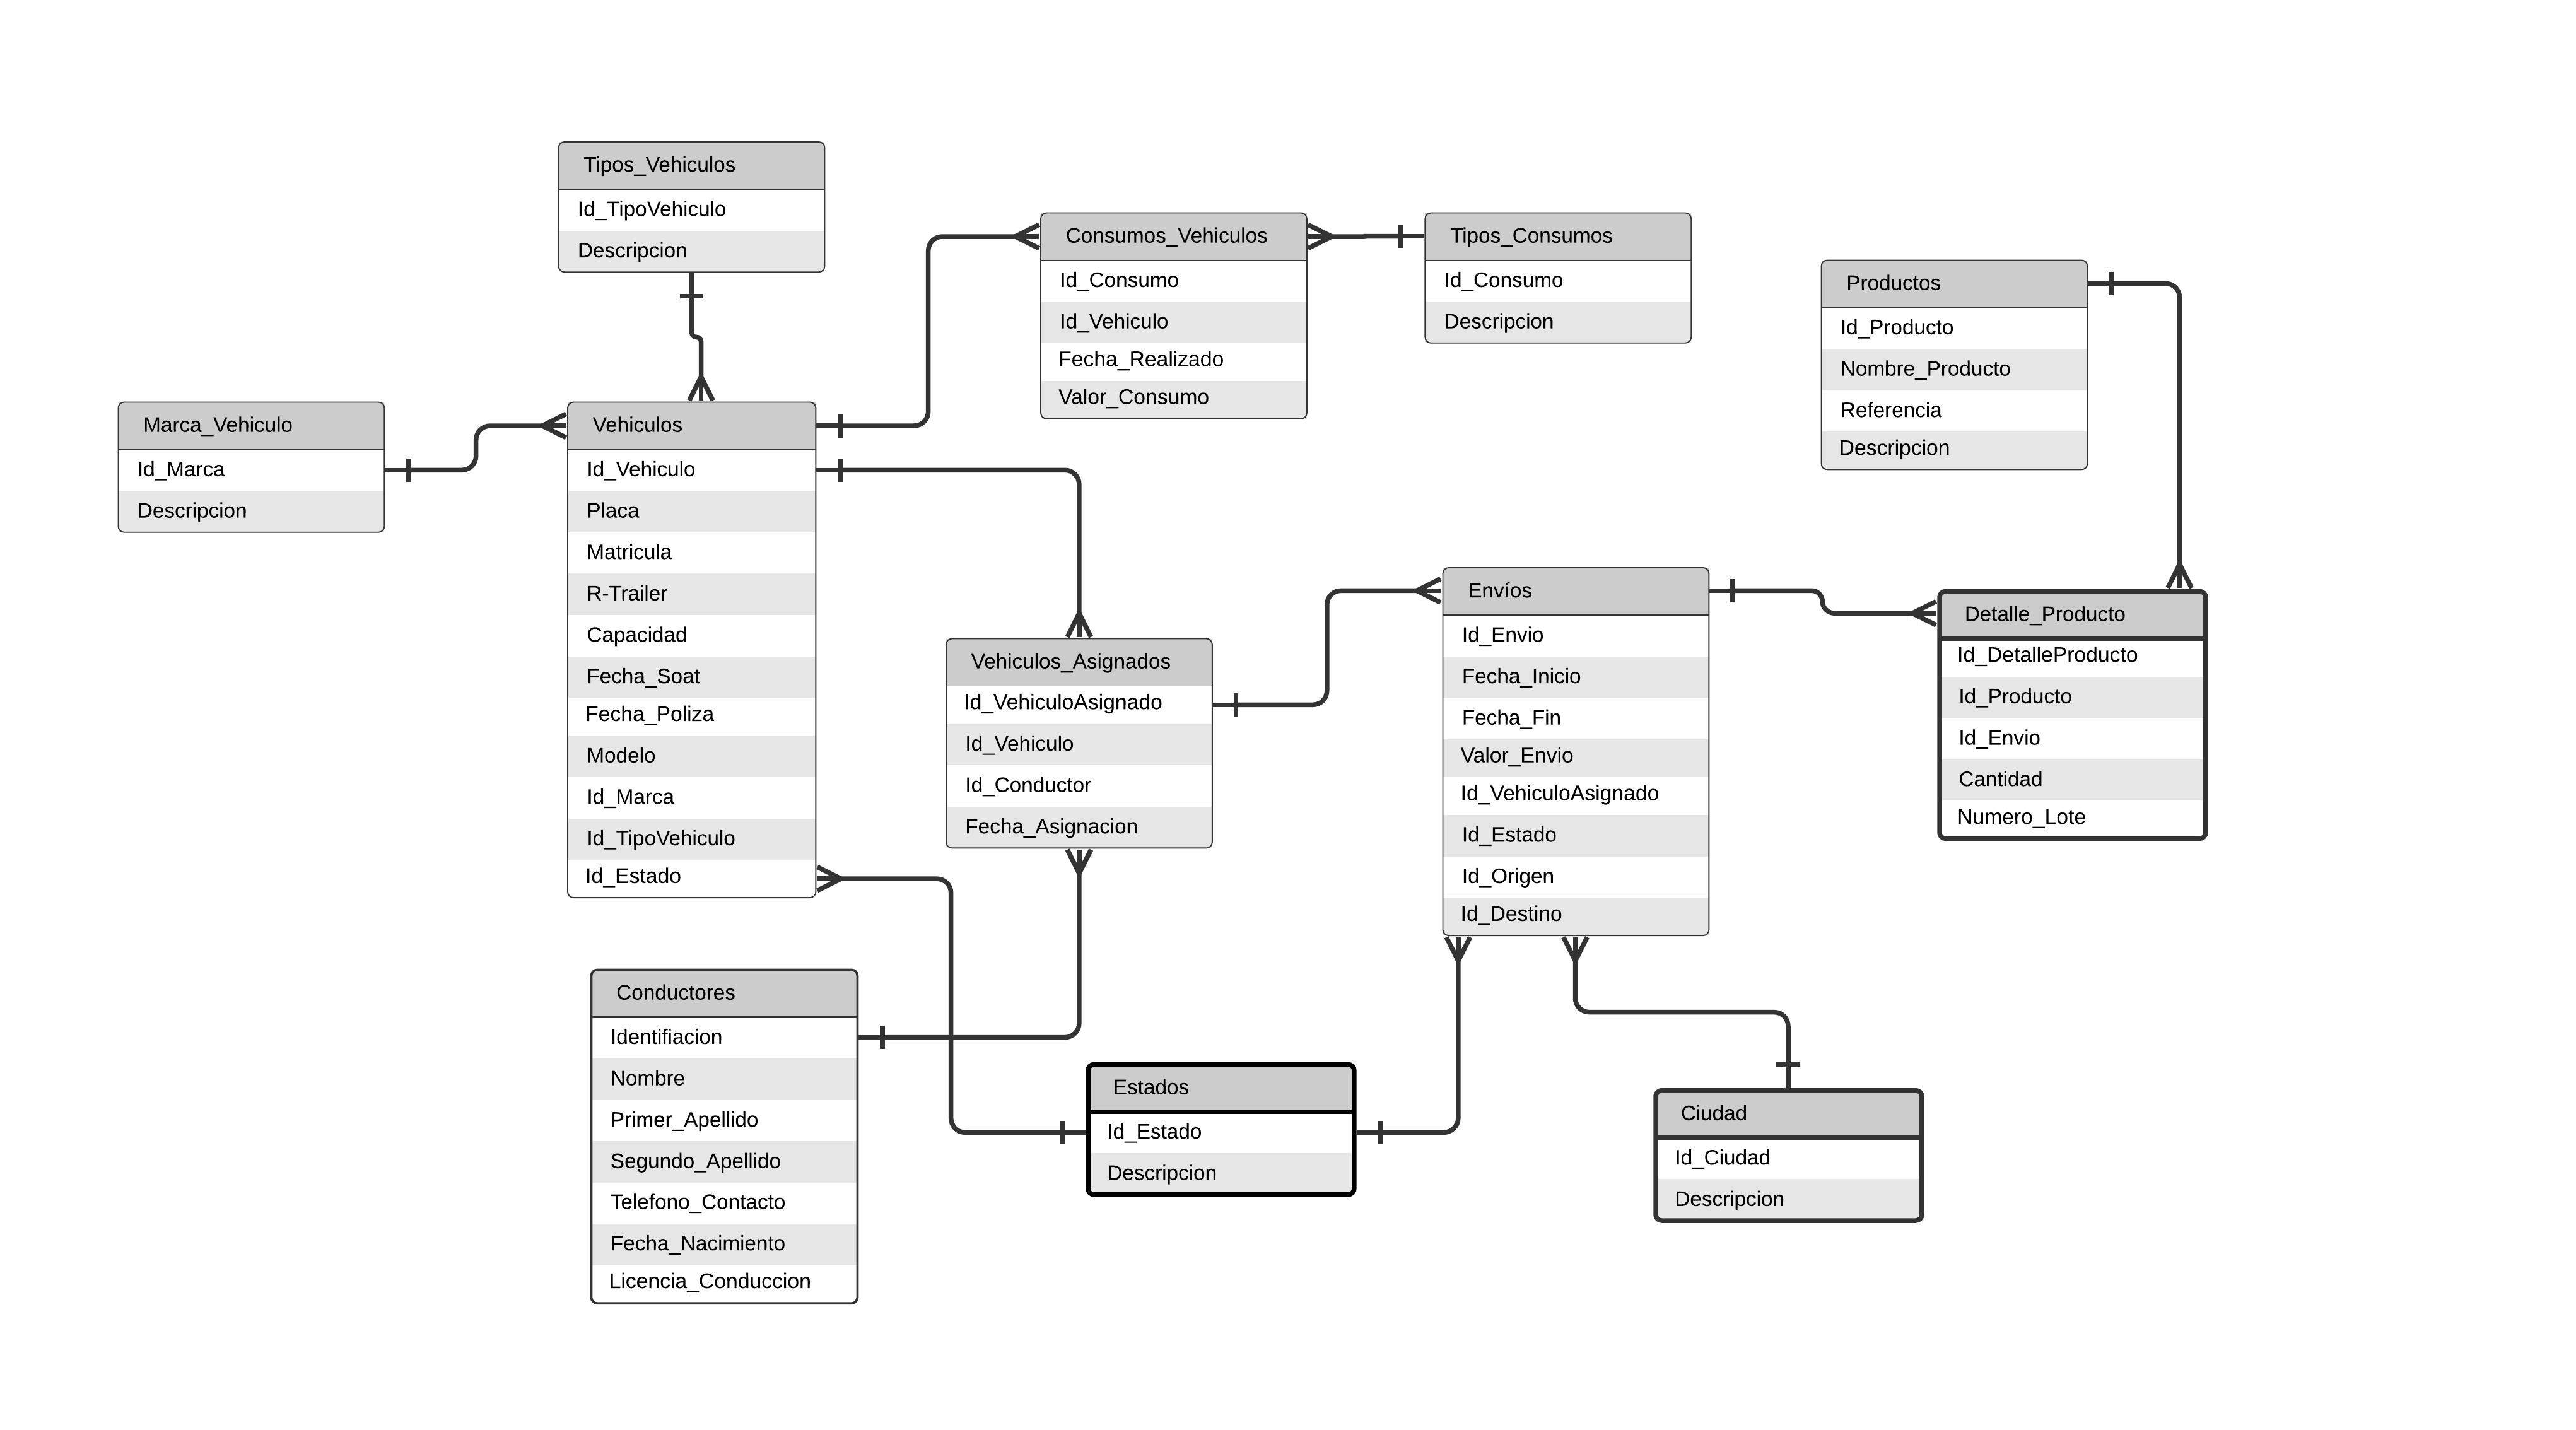 Tipos_Vehiculos
Id_TipoVehiculo
Descripcion
Marca_Vehiculo
Id_Marca
Descripcion
Vehiculos
Id_Vehiculo
Placa
Matricula
R-Trailer
Capacidad
Fecha_Soat
Fecha_Poliza
Modelo
Id_Marca
Id_TipoVehiculo
Id_Estado
Consumos_Vehiculos
Id_Consumo
Id_Vehiculo
Fecha_Realizado
Valor_Consumo
Tipos_Consumos
Id_Consumo
Descripcion
Productos
Id_Producto
Nombre_Producto
Referencia
Descripcion
Vehiculos_Asignados
Id_VehiculoAsignado
Id_Vehiculo
Id_Conductor
Fecha_Asignacion
Envíos
Id_Envio
Fecha_Inicio
Fecha_Fin
Valor_Envio
Id_VehiculoAsignado
Id_Estado
Id_Origen
Id_Destino
Detalle_Producto
Id_DetalleProducto
Id_Producto
Id_Envio
Cantidad
Numero_Lote
Conductores
Identifiacion
Nombre
Primer_Apellido
Segundo_Apellido
Telefono_Contacto
Fecha_Nacimiento
Licencia_Conduccion
Estados
Id_Estado
Descripcion
Ciudad
Id_Ciudad
Descripcion